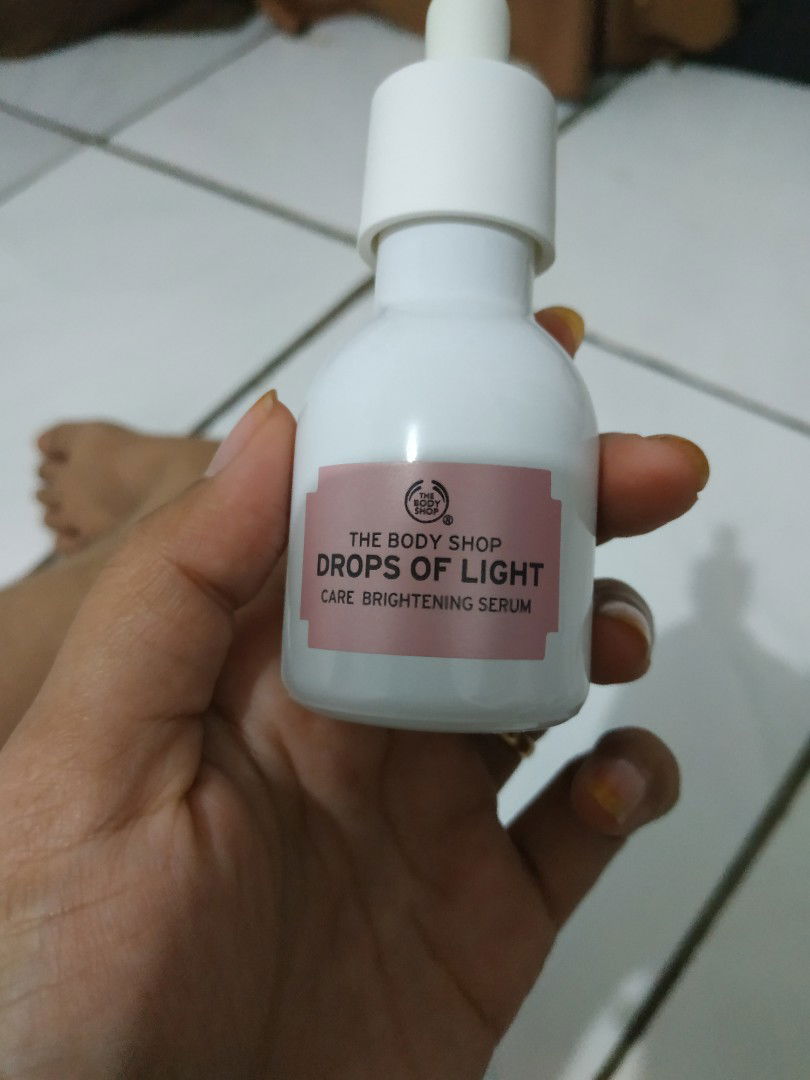 THE
BODY
SHOP
®
THE BODY SHOP
DROPS OF LIGHT
CARE BRIGHTENING SERUM